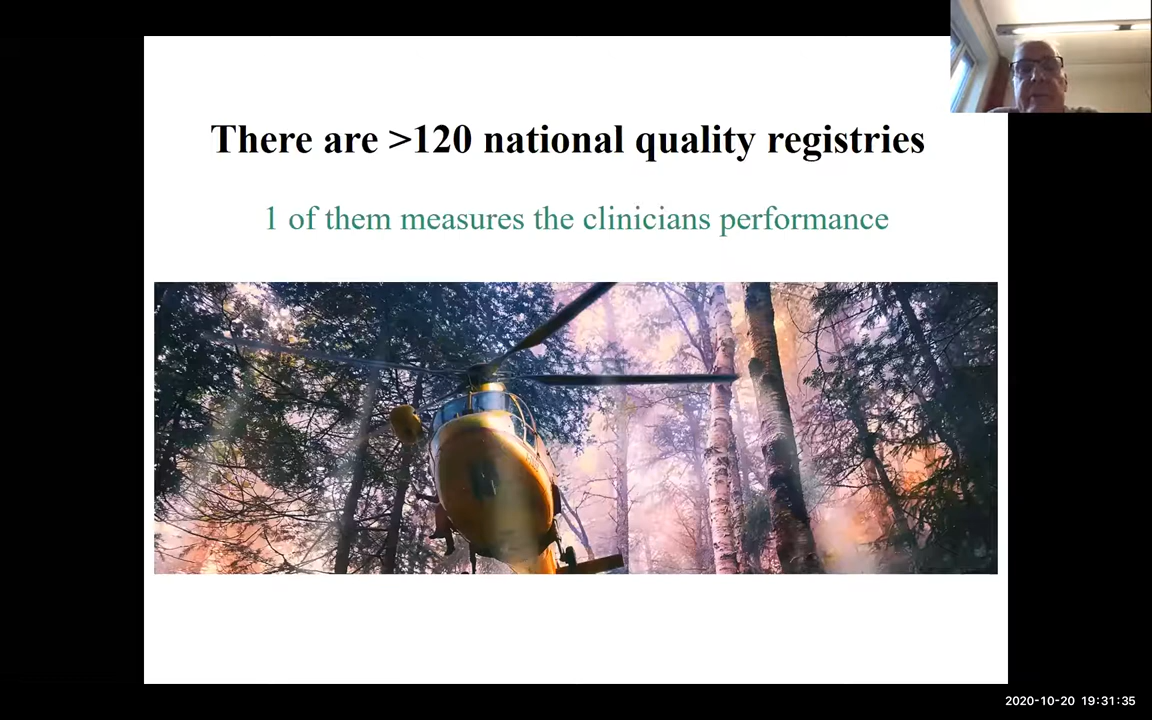 There are >120 national quality registries
1 of them measures the clinicians performance
2020-10-20 19:31:35